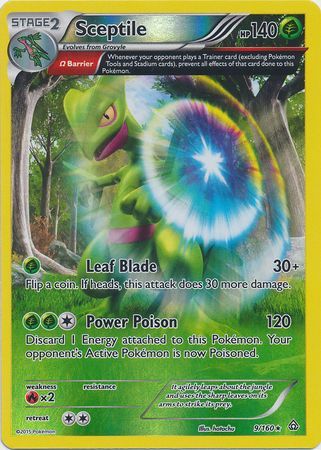 STAGE2 Sceptile HP140
Evolves from Grovyle
Ω Barrier Whenever your opponent plays a Trainer card (excluding Pokémon
Tools and Stadium cards), prevent all effects of that card done to this
Pokémon.
Leaf Blade 30+
Flip a coin. If heads, this attack does 30 more damage.
Power Poison 120
Discard 1 Energy attached to this Pokémon. Your
opponent's Active Pokémon is now Poisoned.
weakness resistance
×2
retreat
It agilely leaps about the jungle
and uses the sharp leaves on its
arms to strike its prey.
©2015 Pokémon Illus. hatachu 9/160 ★